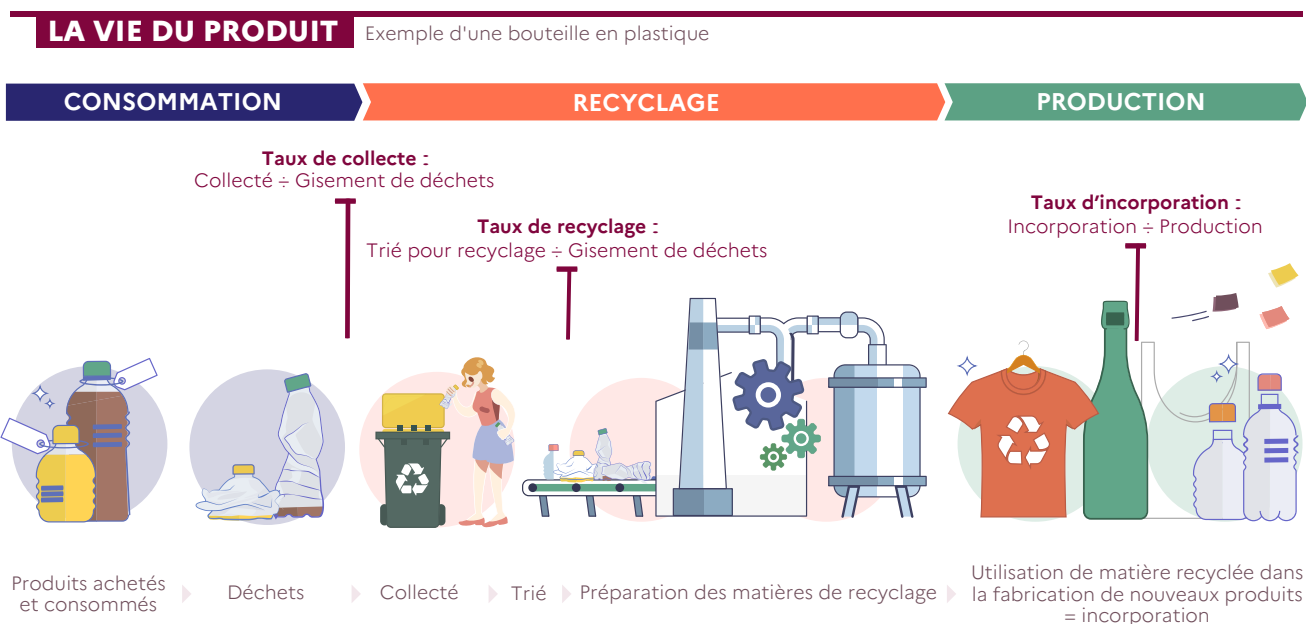 LA VIE DU PRODUIT Exemple d'une bouteille en plastique
CONSOMMATION RECYCLAGE PRODUCTION
Taux de collecte :
Collecté ÷ Gisement de déchets
Taux de recyclage :
Trié pour recyclage ÷ Gisement de déchets
Taux d'incorporation :
Incorporation ÷ Production
Produits achetés
et consommés
Déchets
Collecté
Trié
Préparation des matières de recyclage
Utilisation de matière recyclée dans
la fabrication de nouveaux produits
= incorporation